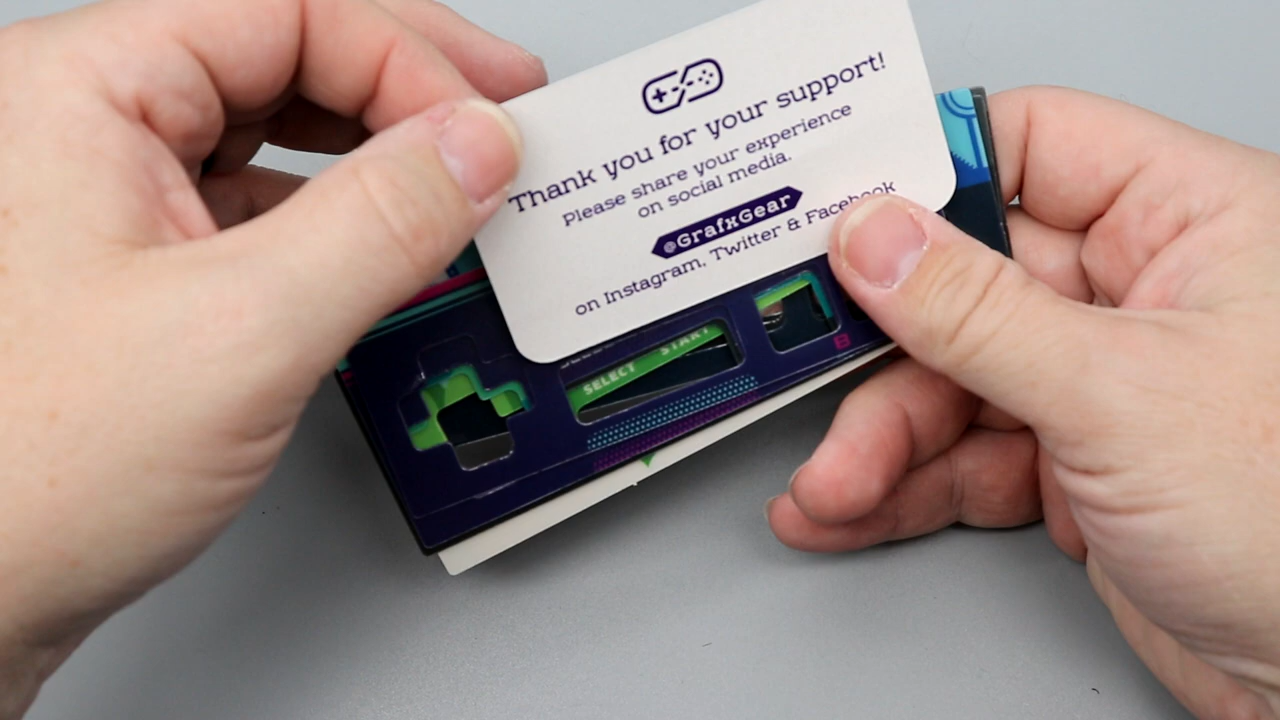 Thank you for your support!
Please share your experience
on social media.
@GrafxGear
on Instagram, Twitter & Facebook
SELECT START